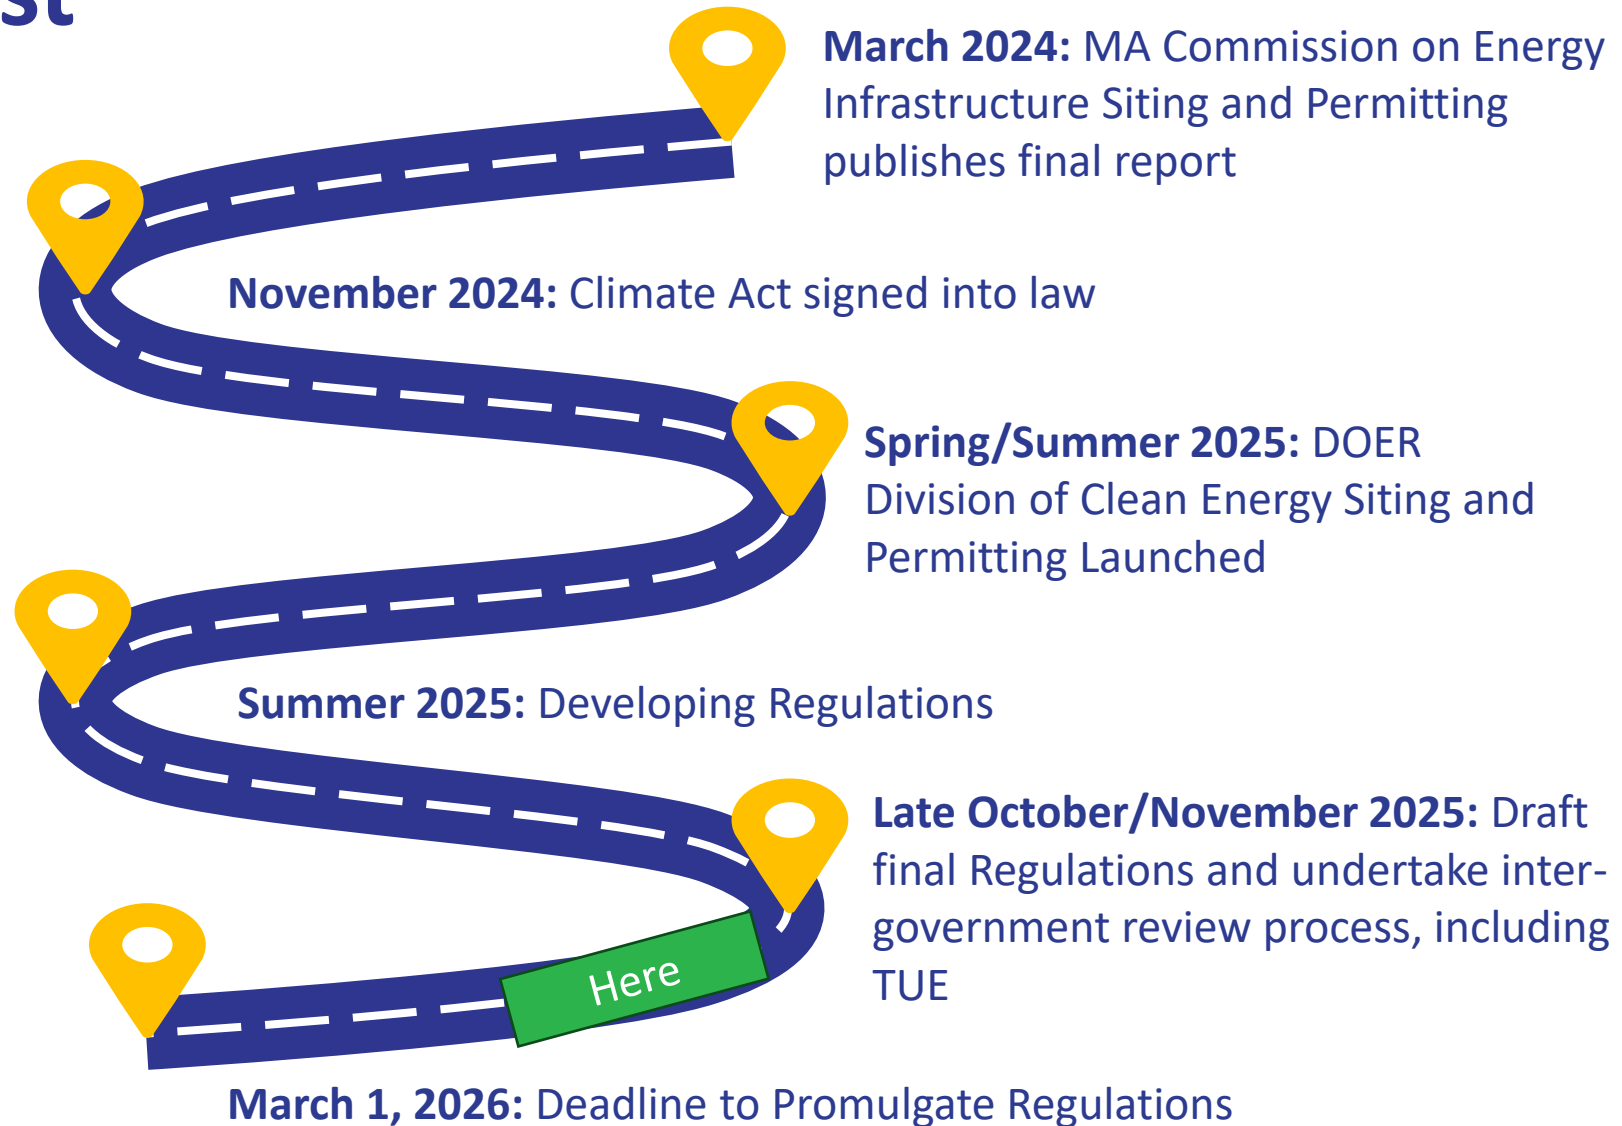 st
March 2024: MA Commission on Energy
Infrastructure Siting and Permitting
publishes final report
November 2024: Climate Act signed into law
Spring/Summer 2025: DOER
Division of Clean Energy Siting and
Permitting Launched
Summer 2025: Developing Regulations
Late October/November 2025: Draft
final Regulations and undertake inter-
government review process, including
TUE
Here
March 1, 2026: Deadline to Promulgate Regulations